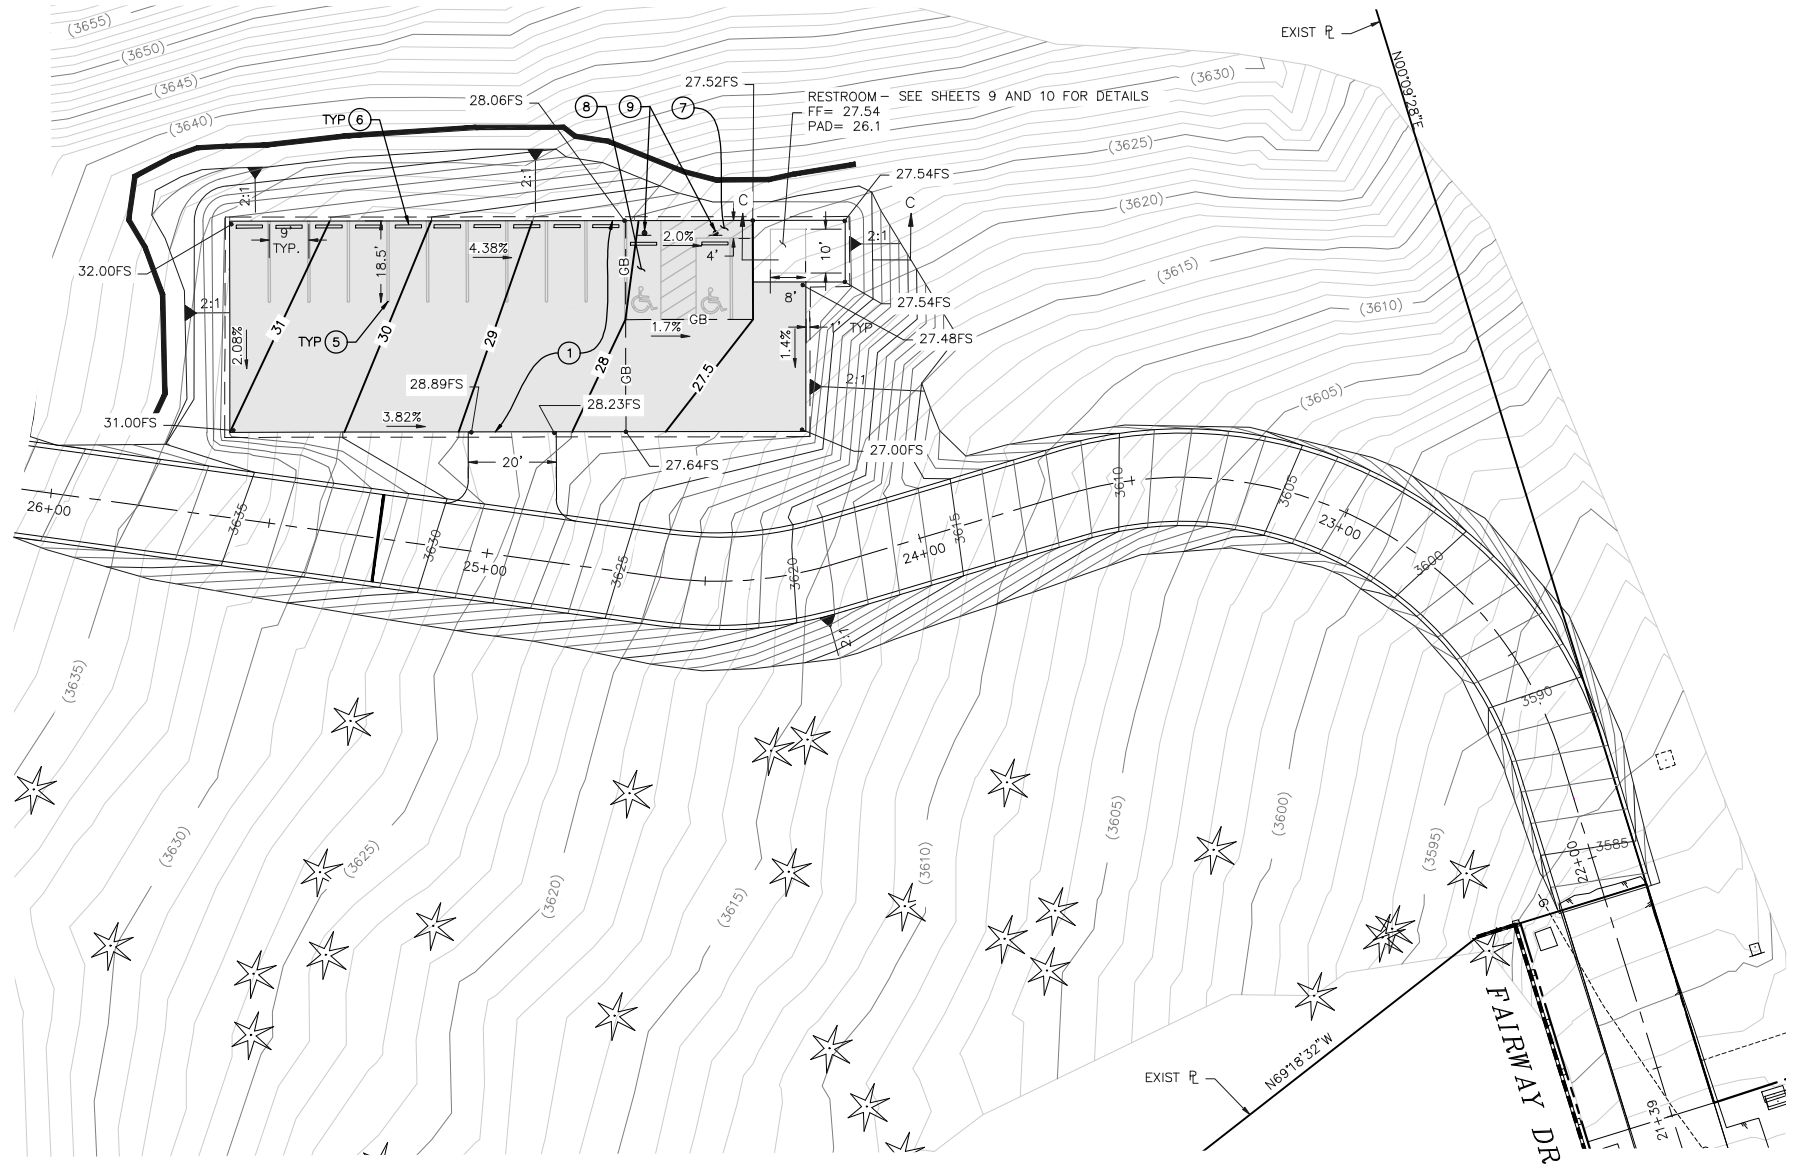 (3655)
(3650)
(3645)
(3640)
(3630)
(3625)
(3620)
(3615)
(3610)
(3605)
EXIST PL
N00°09'28"E
27.52FS
28.06FS
8
9
7
RESTROOM - SEE SHEETS 9 AND 10 FOR DETAILS
FF= 27.54
PAD= 26.1
TYP 6
27.54FS
C
C
2:1
2:1
2:1
9'
TYP.
18.5'
4.38%
GB
2.0%
4'
10'
8'
32.00FS
2:1
27.54FS
31
30
29
28
27.5
2.08%
TYP 5
1
1.7%
GB
GB
1.4%
1' TYP
27.48FS
2:1
28.89FS
28.23FS
3.82%
31.00FS
20'
27.64FS
27.00FS
26+00
3635
3630
25+00
3625
3620
24+00
3615
3610
3605
23+00
3600
3590
3585
22+00
2:1
(3635)
(3630)
(3625)
(3620)
(3615)
(3610)
(3605)
(3600)
(3595)
EXIST PL
N69°18'32"W
FAIRWAY DR
21+39